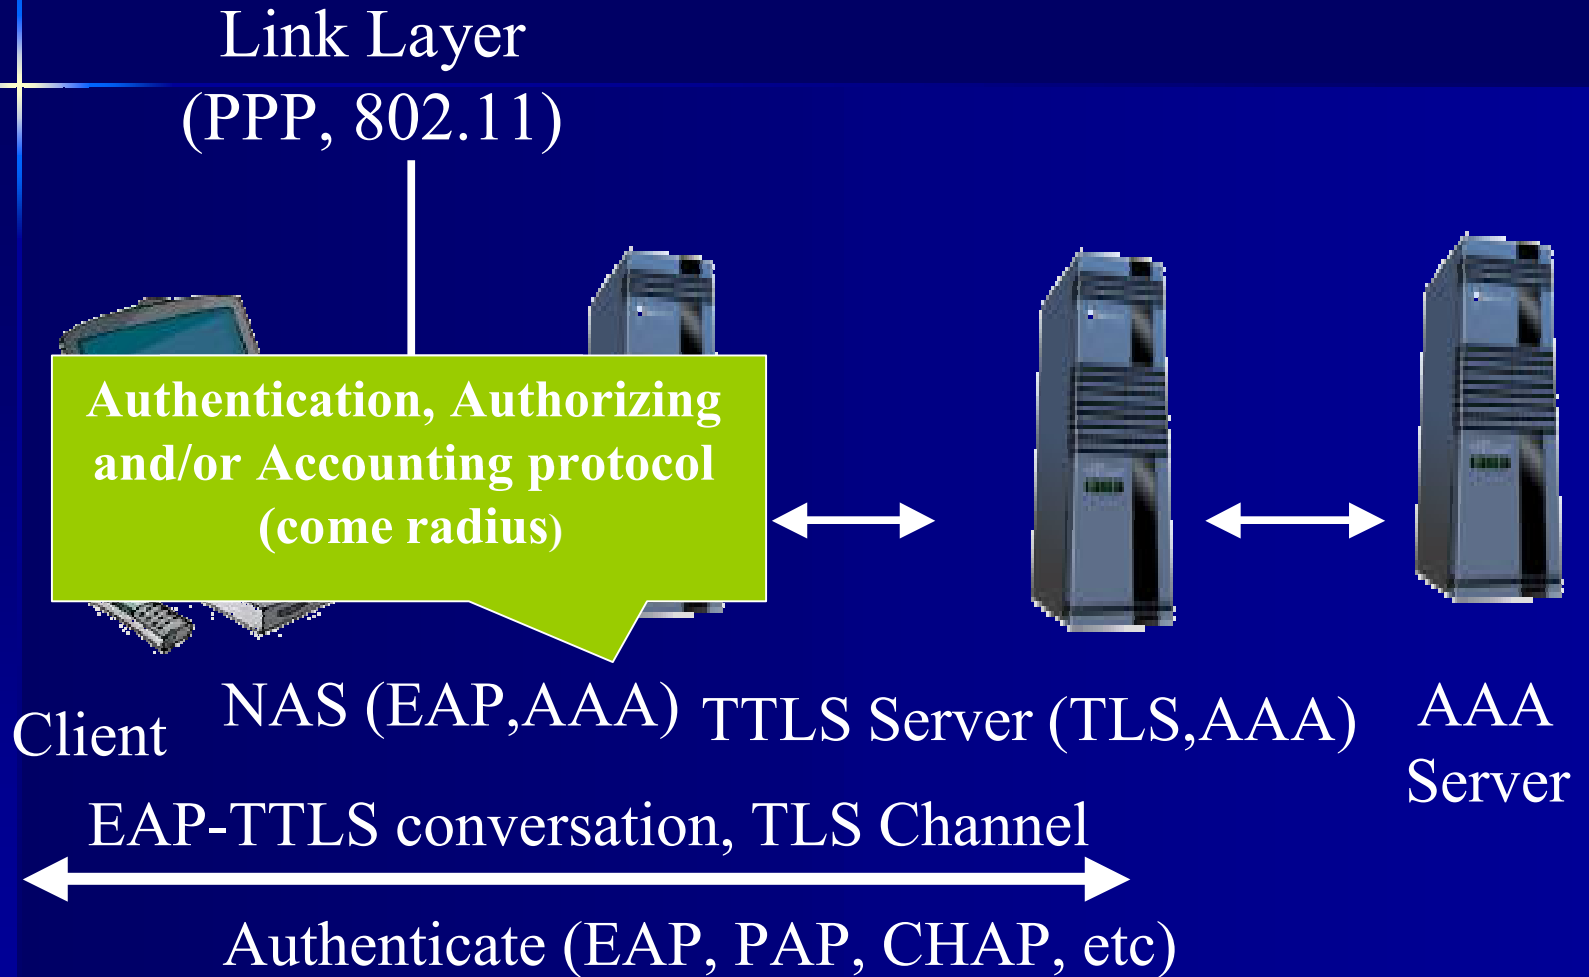 Link Layer
(PPP, 802.11)
Authentication, Authorizing
and/or Accounting protocol
(come radius)
Client
NAS (EAP,AAA)
TTLS Server (TLS,AAA)
AAA
Server
EAP-TTLS conversation, TLS Channel
Authenticate (EAP, PAP, CHAP, etc)